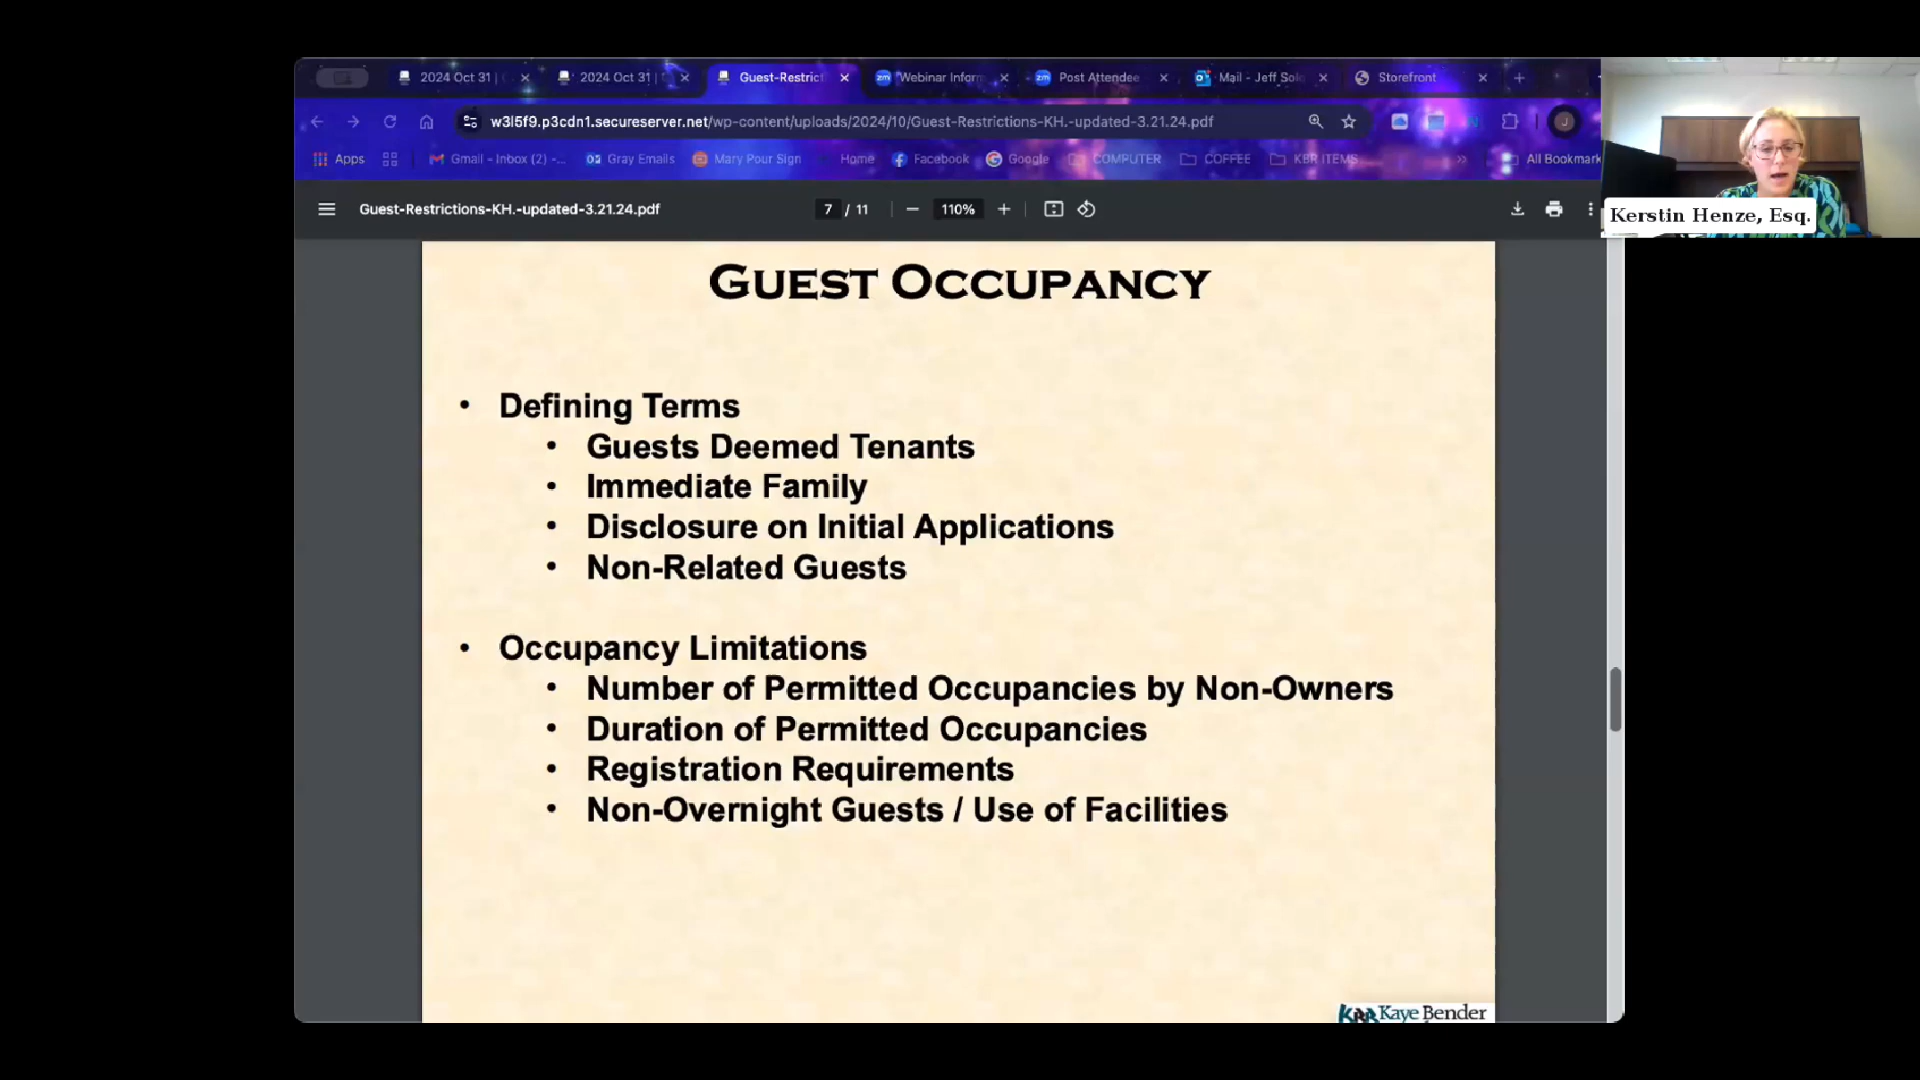 2024 Oct 31 |
2024 Oct 31 |
Guest-Restrict
Webinar Inform
Post Attendee
Mail - Jeff Solo
Storefront
w3l5f9.p3cdn1.secureserver.net/wp-content/uploads/2024/10/Guest-Restrictions-KH.-updated-3.21.24.pdf
Apps
Gmail - Inbox (2) -...
Gray Emails
Mary Pour Sign
Home
Facebook
Google
COMPUTER
COFFEE
KBR ITEMS
All Bookmark
Guest-Restrictions-KH.-updated-3.21.24.pdf
7 / 11
110%
Kerstin Henze, Esq.
GUEST OCCUPANCY
• Defining Terms
• Guests Deemed Tenants
• Immediate Family
• Disclosure on Initial Applications
• Non-Related Guests
• Occupancy Limitations
• Number of Permitted Occupancies by Non-Owners
• Duration of Permitted Occupancies
• Registration Requirements
• Non-Overnight Guests / Use of Facilities
KBR Kaye Bender